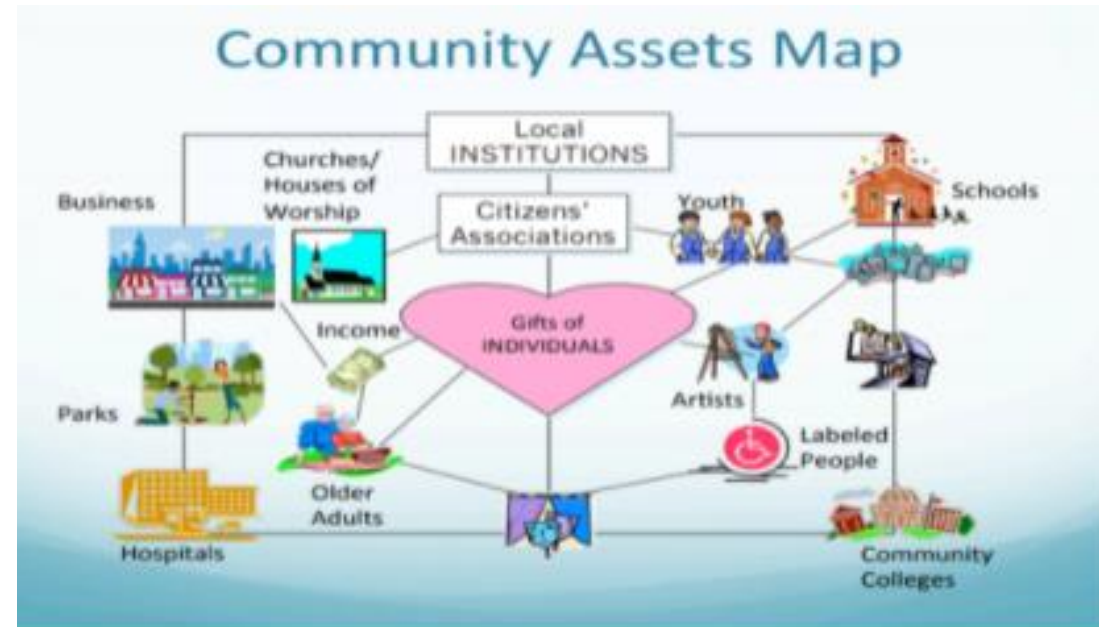 Community Assets Map
Local
INSTITUTIONS
Churches/
Houses of
Worship
Business
Citizens'
Associations
Youth
Schools
Income
Gifts of
INDIVIDUALS
Parks
Artists
Labeled
People
Older
Adults
Hospitals
Community
Colleges